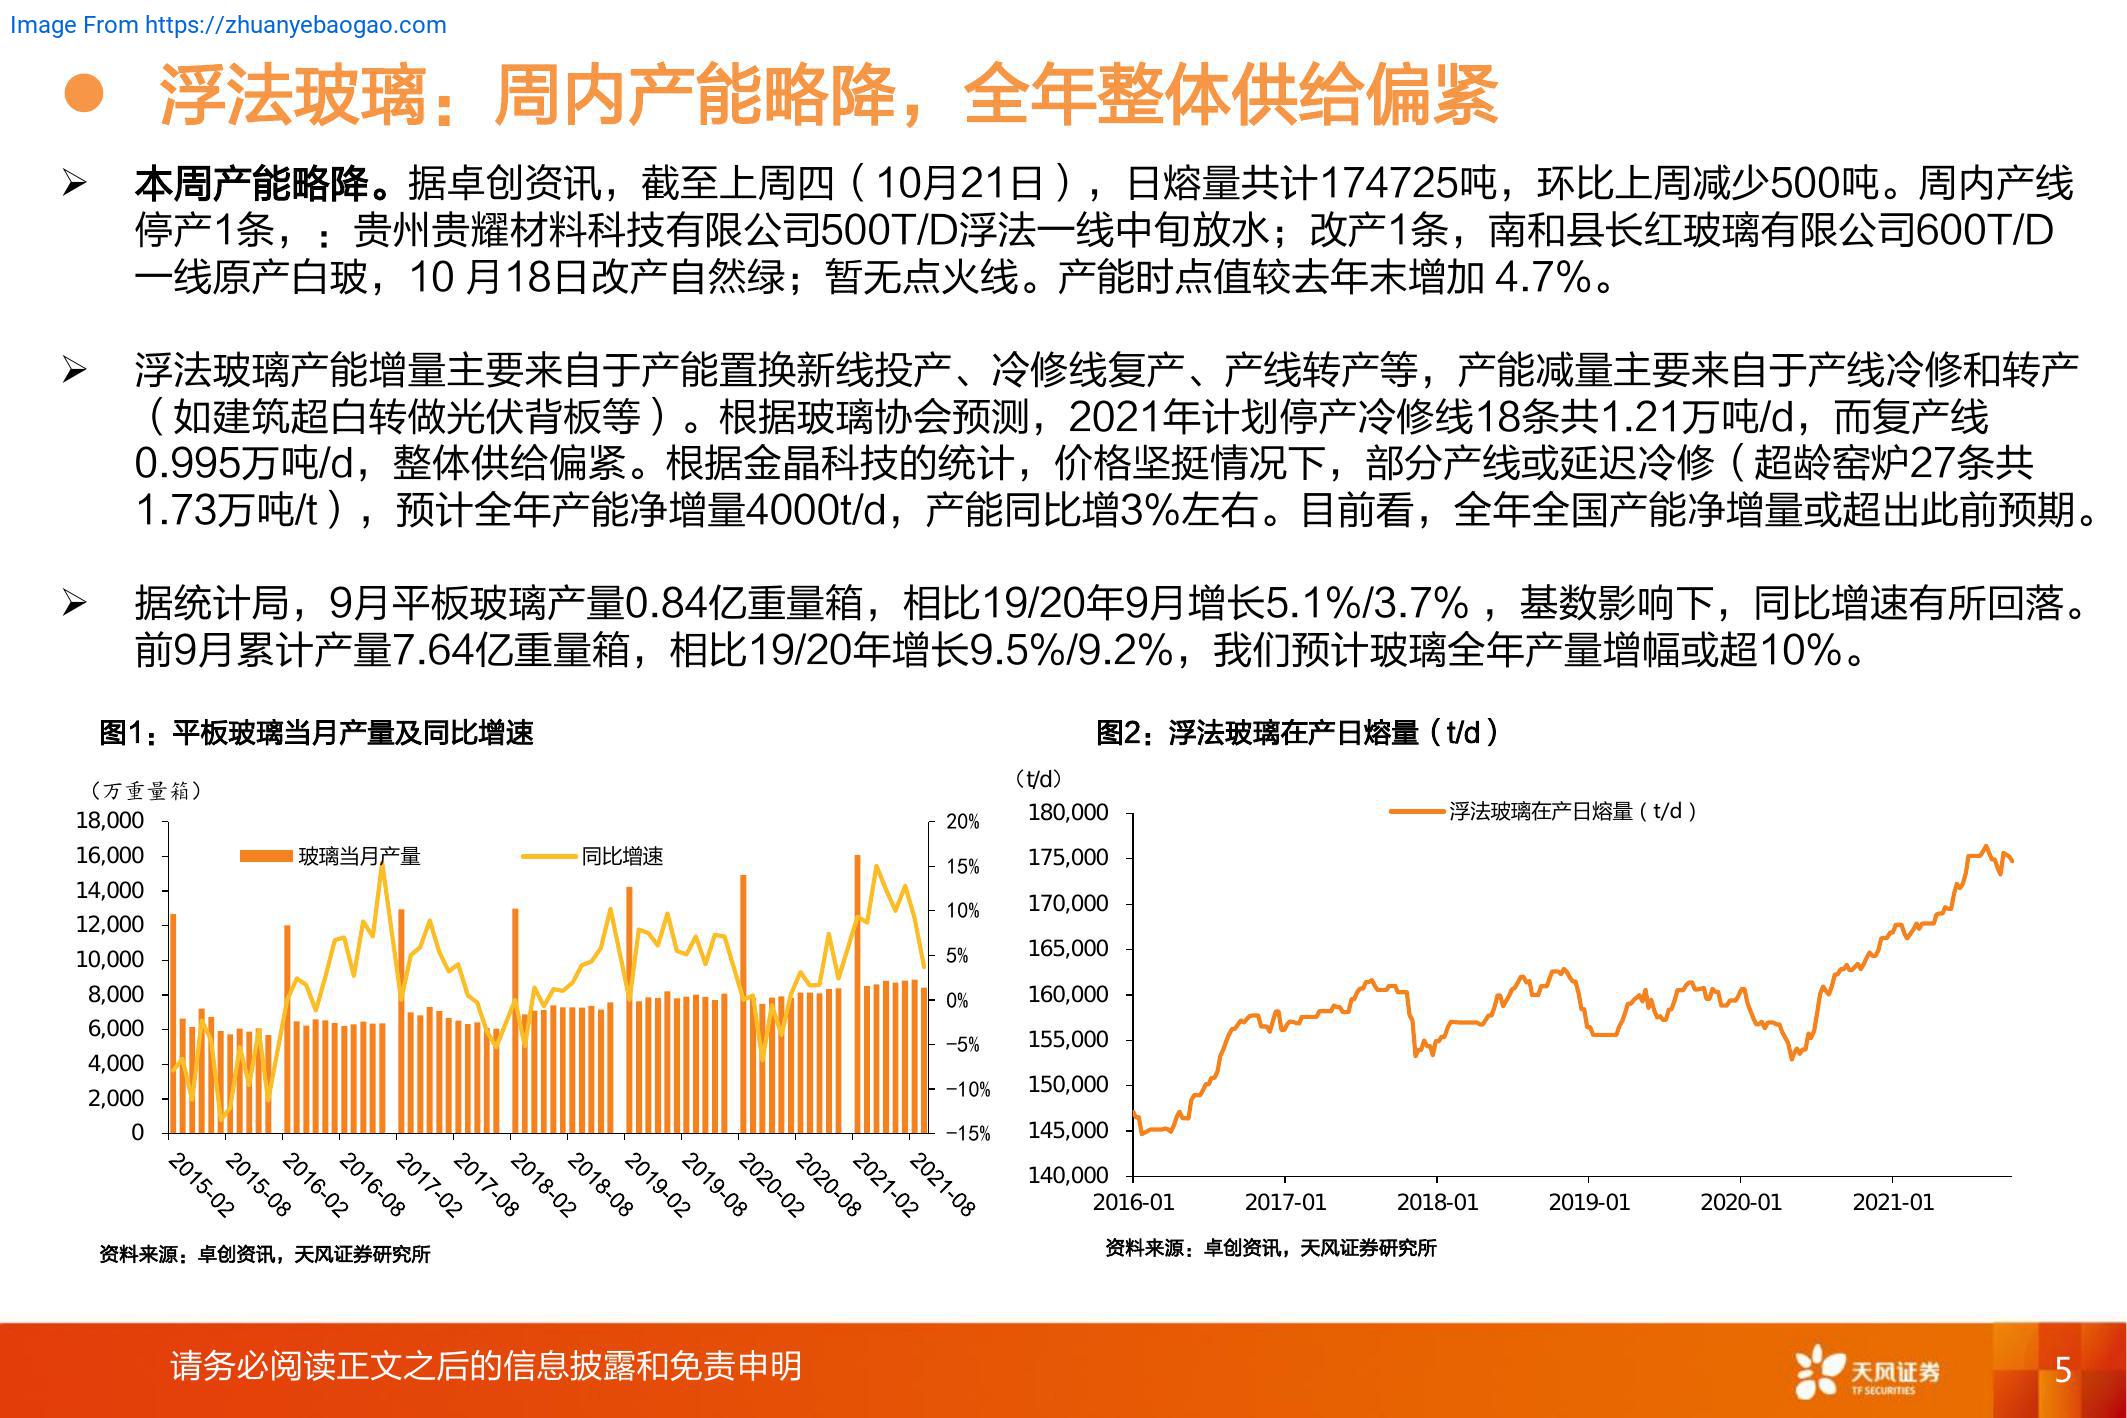 Image From https://zhuanyebaogao.com
● 浮法玻璃：周内产能略降，全年整体供给偏紧
➢ 本周产能略降。据卓创资讯，截至上周四（10月21日），日熔量共计174725吨，环比上周减少500吨。周内产线
停产1条，：贵州贵耀材料科技有限公司500T/D浮法一线中旬放水；改产1条，南和县长红玻璃有限公司600T/D
一线原产白玻，10 月18日改产自然绿；暂无点火线。产能时点值较去年末增加 4.7%。
➢ 浮法玻璃产能增量主要来自于产能置换新线投产、冷修线复产、产线转产等，产能减量主要来自于产线冷修和转产
（如建筑超白转做光伏背板等）。根据玻璃协会预测，2021年计划停产冷修线18条共1.21万吨/d，而复产线
0.995万吨/d，整体供给偏紧。根据金晶科技的统计，价格坚挺情况下，部分产线或延迟冷修（超龄窑炉27条共
1.73万吨/t），预计全年产能净增量4000t/d，产能同比增3%左右。目前看，全年全国产能净增量或超出此前预期。
➢ 据统计局，9月平板玻璃产量0.84亿重量箱，相比19/20年9月增长5.1%/3.7% ，基数影响下，同比增速有所回落。
前9月累计产量7.64亿重量箱，相比19/20年增长9.5%/9.2%，我们预计玻璃全年产量增幅或超10%。
图1：平板玻璃当月产量及同比增速
（万重量箱）
玻璃当月产量
同比增速
18,000
16,000
14,000
12,000
10,000
8,000
6,000
4,000
2,000
0
20%
15%
10%
5%
0%
-5%
-10%
-15%
2015-02
2015-08
2016-02
2016-08
2017-02
2017-08
2018-02
2018-08
2019-02
2019-08
2020-02
2020-08
2021-02
2021-08
资料来源：卓创资讯，天风证券研究所
图2：浮法玻璃在产日熔量（t/d）
（t/d）
浮法玻璃在产日熔量（t/d）
180,000
175,000
170,000
165,000
160,000
155,000
150,000
145,000
140,000
2016-01
2017-01
2018-01
2019-01
2020-01
2021-01
资料来源：卓创资讯，天风证券研究所
请务必阅读正文之后的信息披露和免责申明
天风证券
TF SECURITIES
5